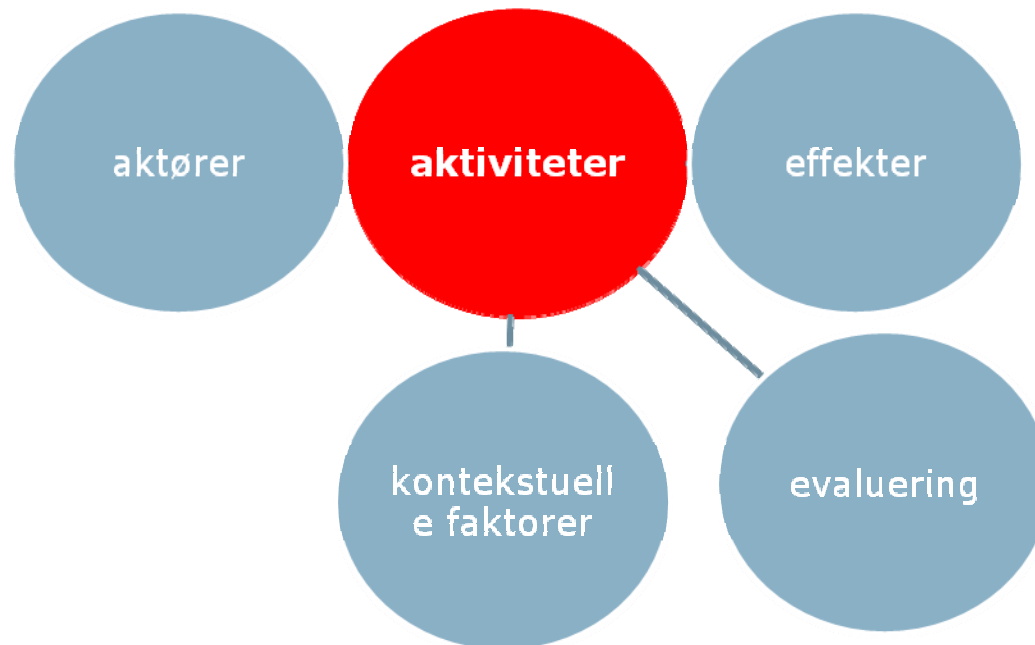 aktører
aktiviteter
effekter
kontekstuell
e faktorer
evaluering